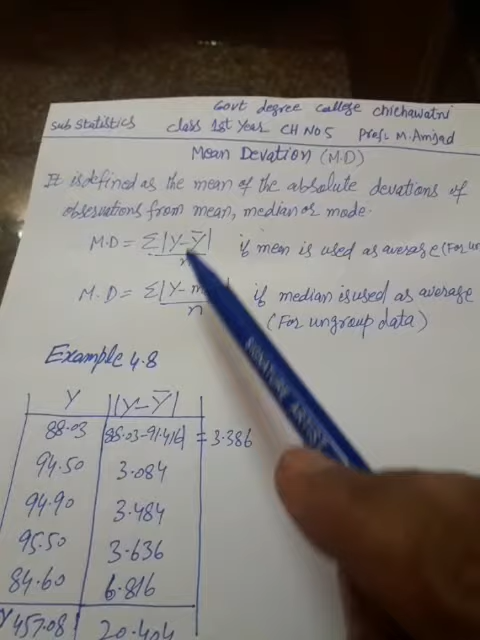 Govt degree college chichawatni
Sub Statistics class 1st Year CH No 5 Prof. M. Amjad
Mean Devation (M.D)
It is defined as the mean of the absolute deviations of
observations from mean, median or mode.
M.D = Σ|Y-Ȳ| if mean is used as average (For un
M.D = Σ|Y-m if median is used as average
n (For ungroup data)
Example 4.8
Y |Y-Ȳ|
88.03 |88.03-91.416| = 3.386
94.50 3.084
94.90 3.484
95.50 3.636
84.60 6.816
Y 457.08 20.404